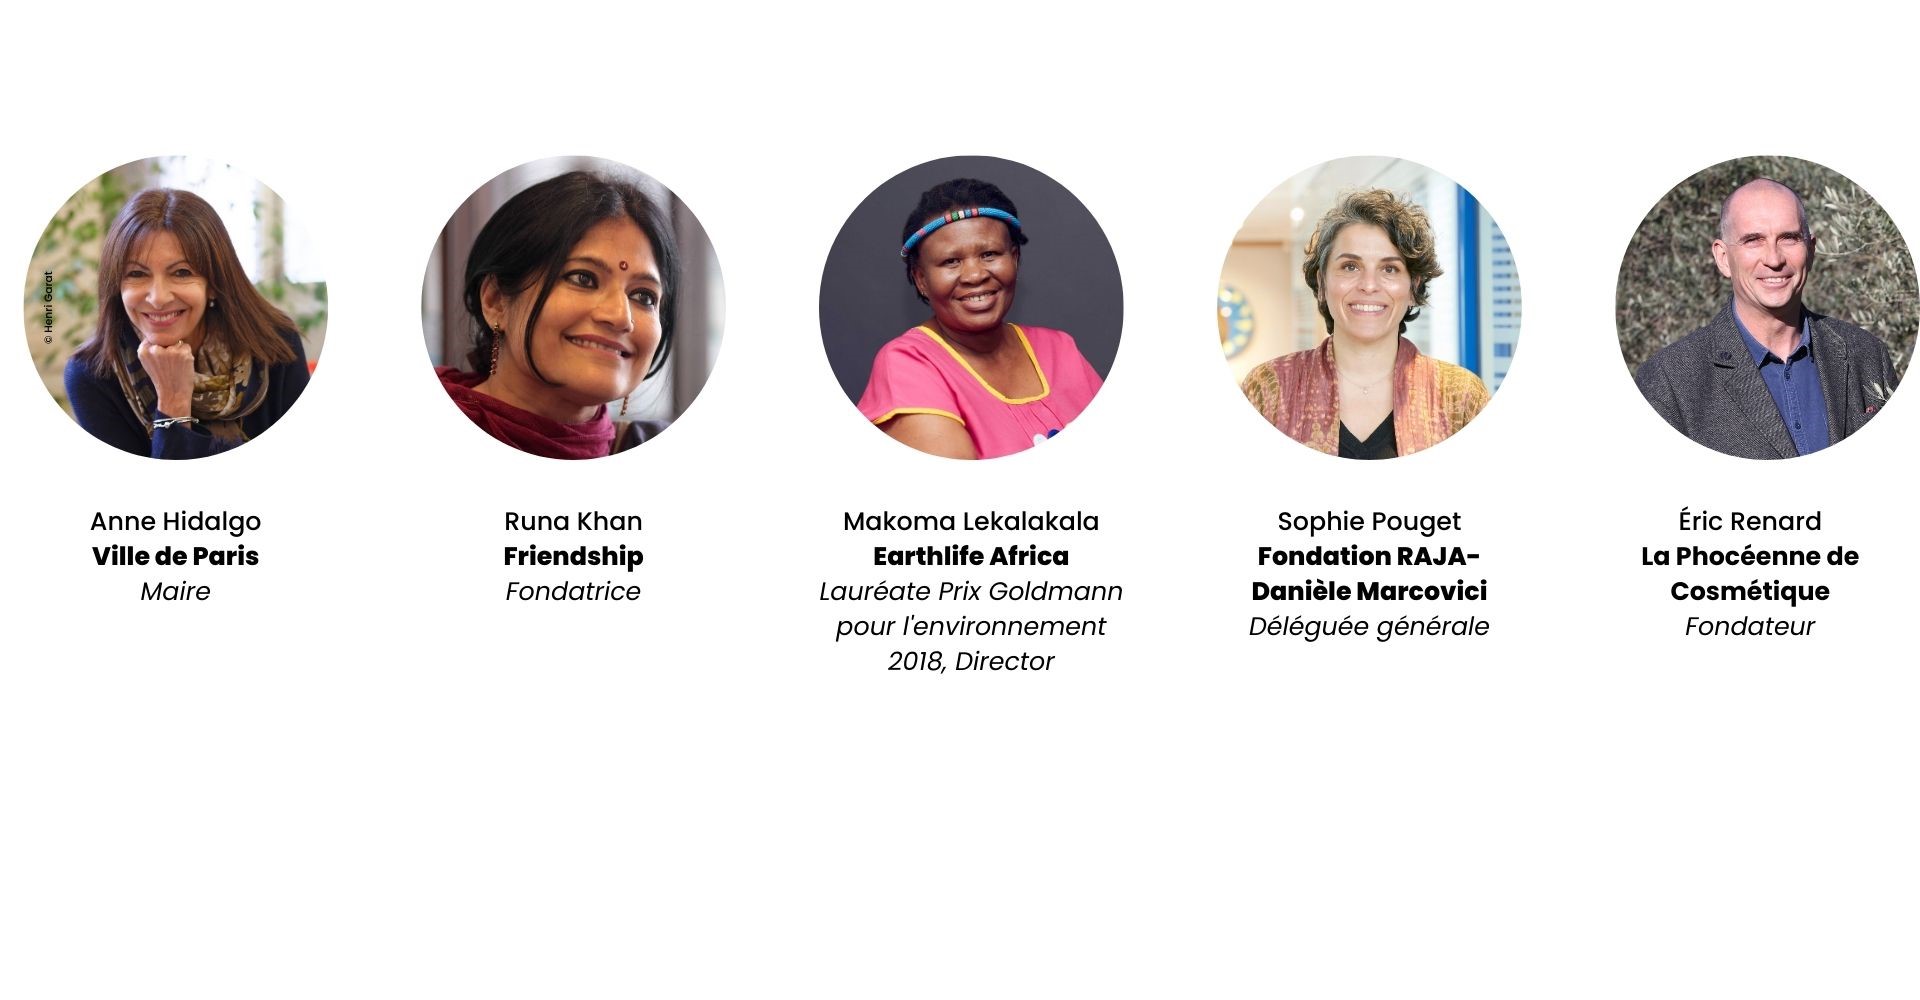 © Henri Garat
Anne Hidalgo
Ville de Paris
Maire
Runa Khan
Friendship
Fondatrice
Makoma Lekalakala
Earthlife Africa
Lauréate Prix Goldmann
pour l'environnement
2018, Director
Sophie Pouget
Fondation RAJA-
Danièle Marcovici
Déléguée générale
Éric Renard
La Phocéenne de
Cosmétique
Fondateur